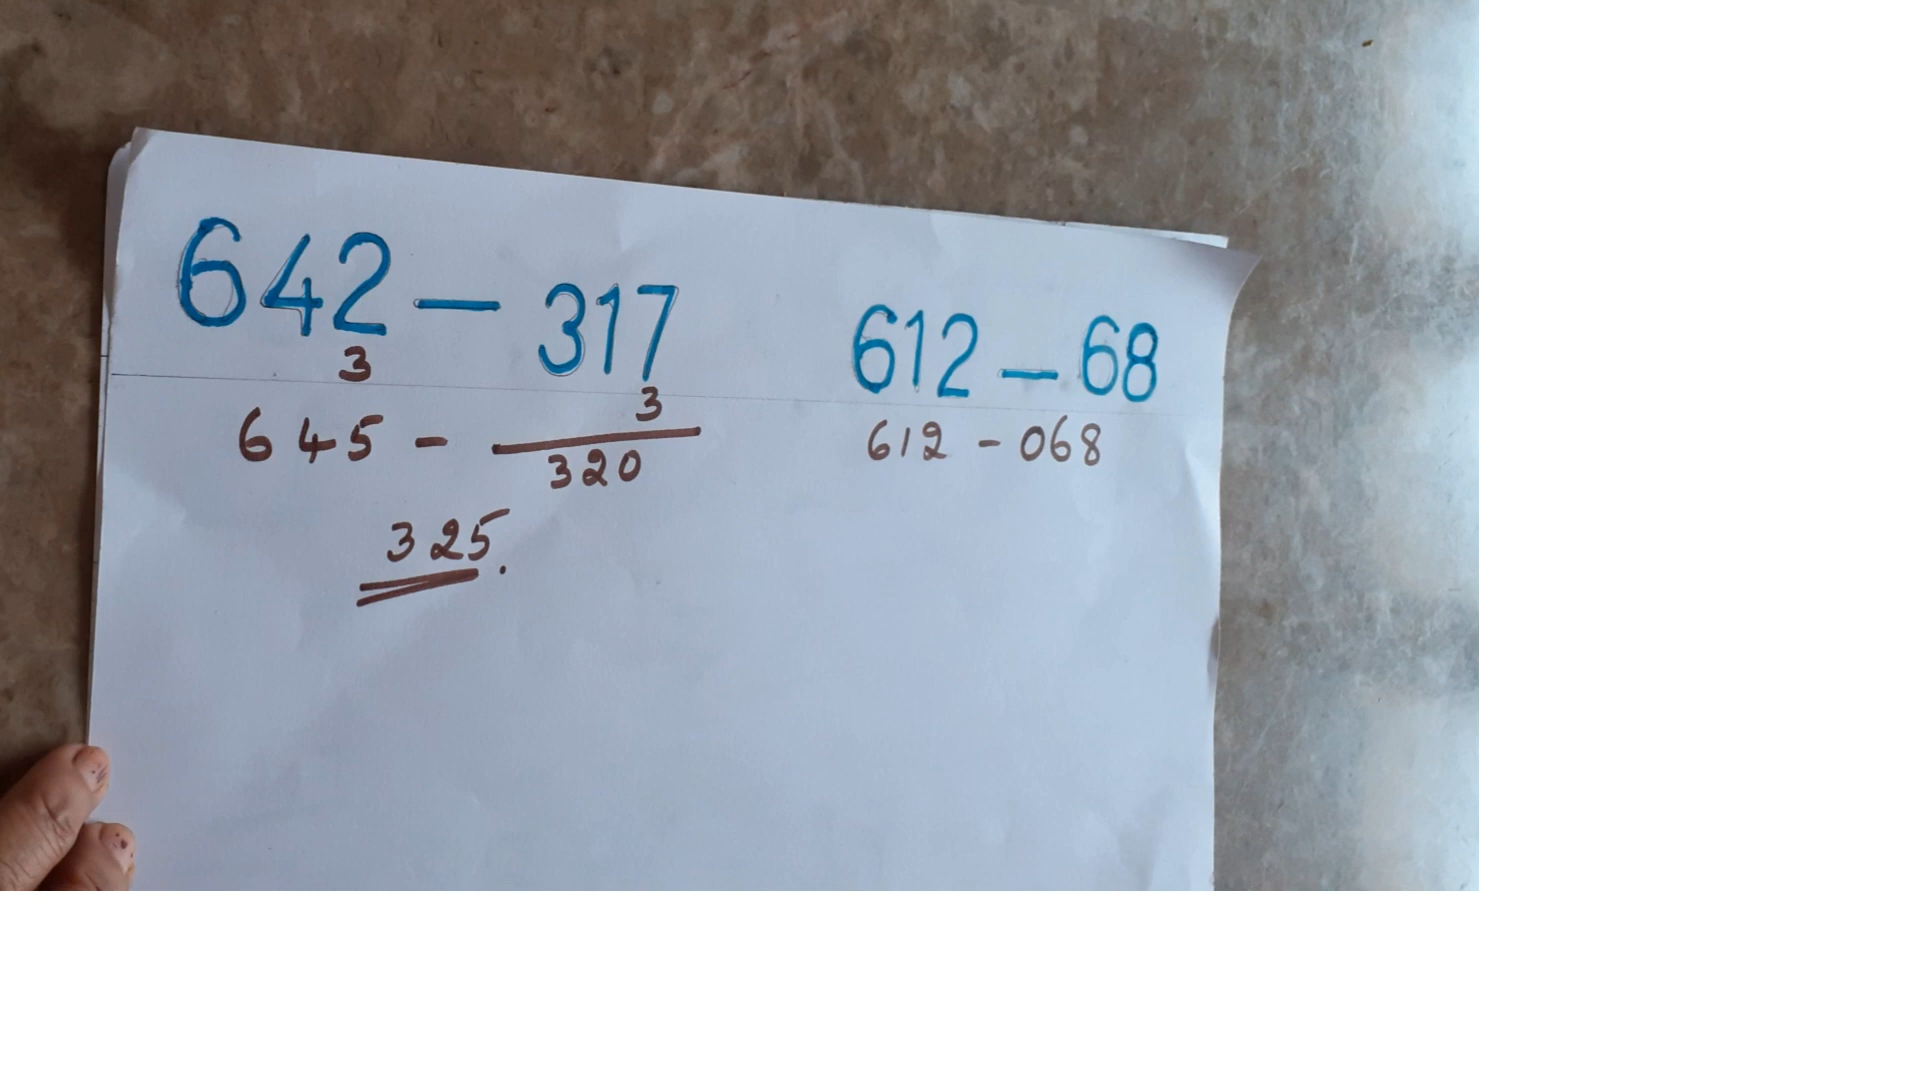 642 – 317
3
3
645 - 320
325.
612 – 68
612 - 068